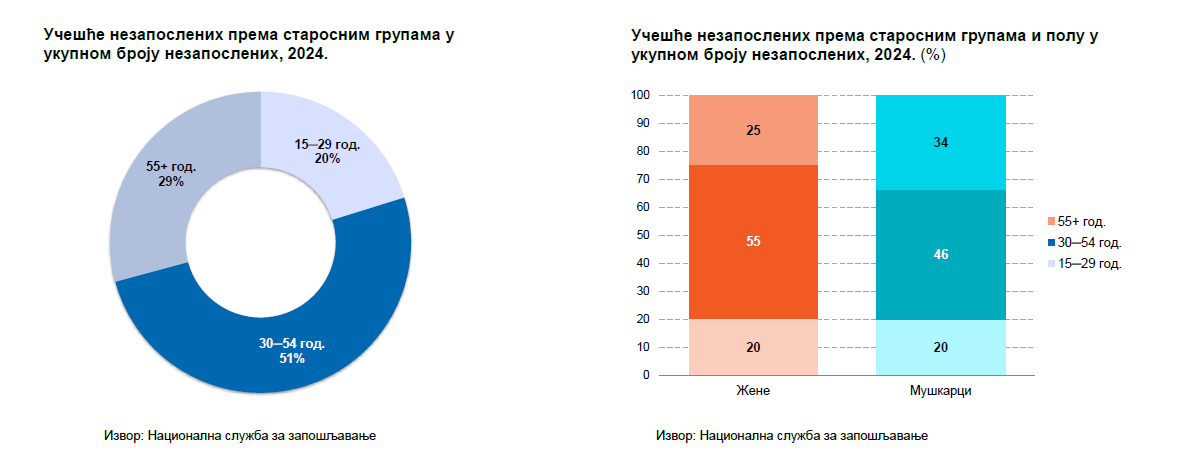 Учешће незапослених према старосним групама у
укупном броју незапослених, 2024.
15─29 год.
20%
55+ год.
29%
30─54 год.
51%
Извор: Национална служба за запошљавање
Учешће незапослених према старосним групама и полу у
укупном броју незапослених, 2024. (%)
100
90
80
70
60
50
40
30
20
10
0
25
55
20
34
46
20
Жене
Мушкарци
55+ год.
30─54 год.
15─29 год.
Извор: Национална служба за запошљавање